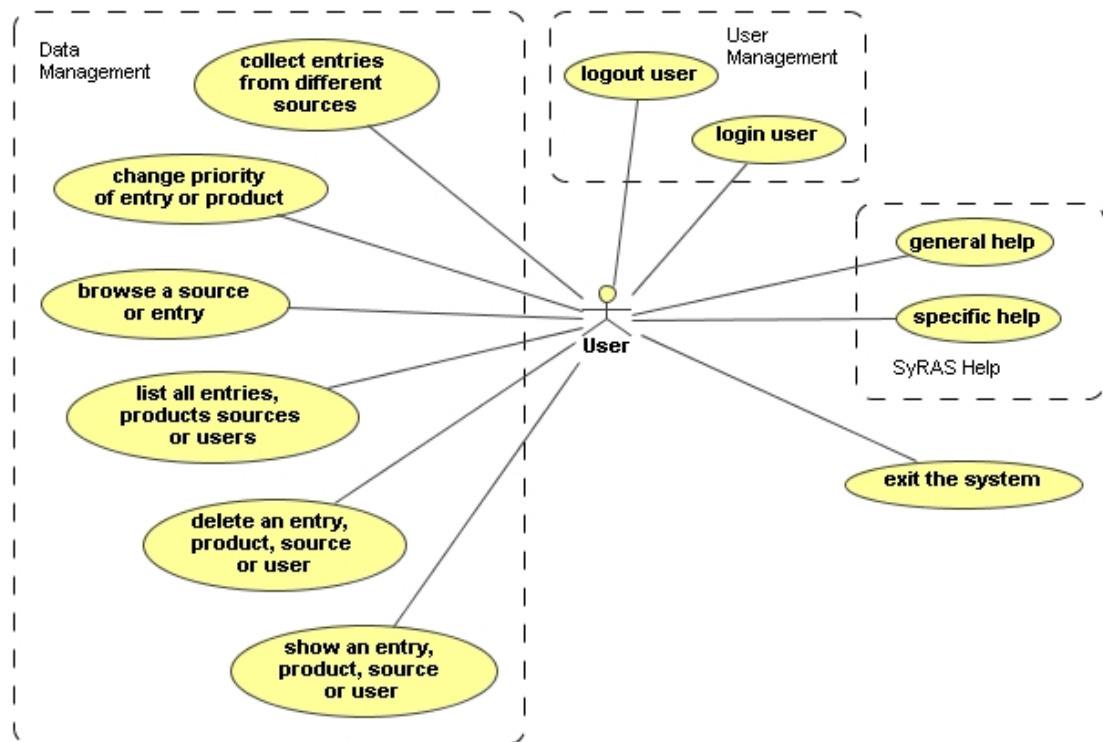 Data
Management
collect entries
from different
sources
change priority
of entry or product
browse a source
or entry
list all entries,
products sources
or users
delete an entry,
product, source
or user
show an entry,
product, source
or user
User
Management
logout user
login user
general help
specific help
SyRAS Help
User
exit the system